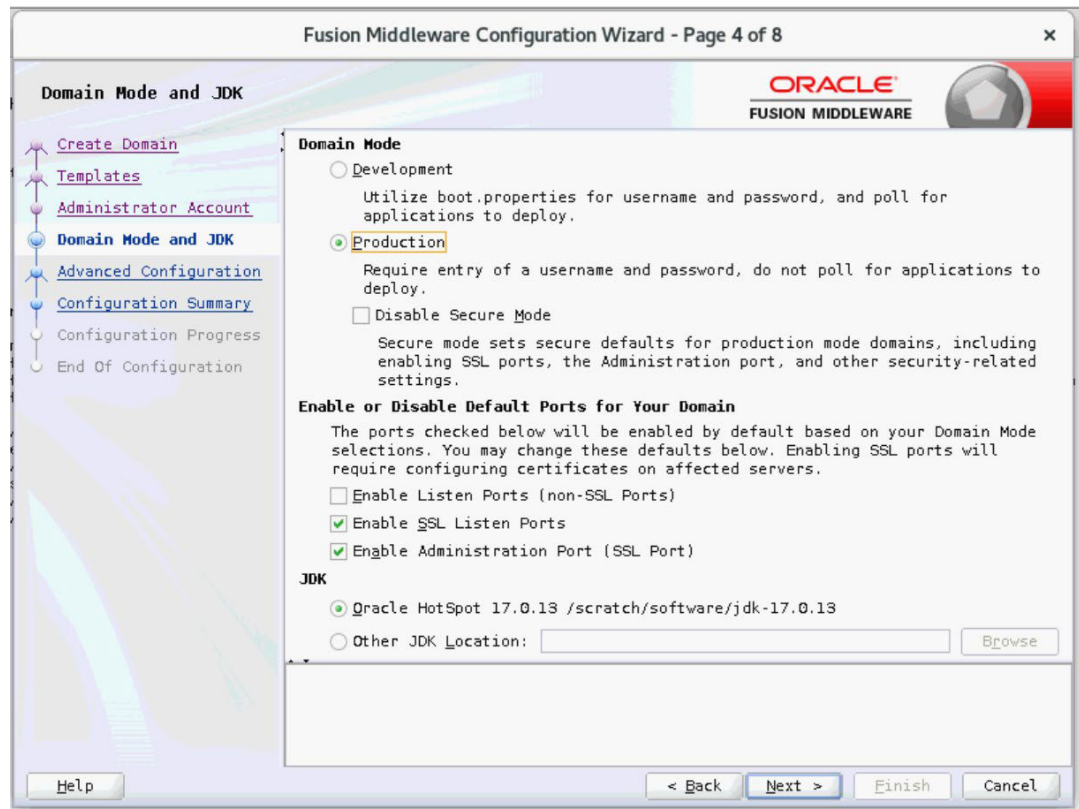 Fusion Middleware Configuration Wizard - Page 4 of 8
Domain Mode and JDK
ORACLE
FUSION MIDDLEWARE
Create Domain
Templates
Administrator Account
Domain Mode and JDK
Advanced Configuration
Configuration Summary
Configuration Progress
End Of Configuration
Domain Mode
Development
Utilize boot.properties for username and password, and poll for
applications to deploy.
Production
Require entry of a username and password, do not poll for applications to
deploy.
Disable Secure Mode
Secure mode sets secure defaults for production mode domains, including
enabling SSL ports, the Administration port, and other security-related
settings.
Enable or Disable Default Ports for Your Domain
The ports checked below will be enabled by default based on your Domain Mode
selections. You may change these defaults below. Enabling SSL ports will
require configuring certificates on affected servers.
Enable Listen Ports (non-SSL Ports)
Enable SSL Listen Ports
Enable Administration Port (SSL Port)
JDK
Oracle HotSpot 17.0.13 /scratch/software/jdk-17.0.13
Other JDK Location:
Browse
Help
< Back
Next >
Finish
Cancel